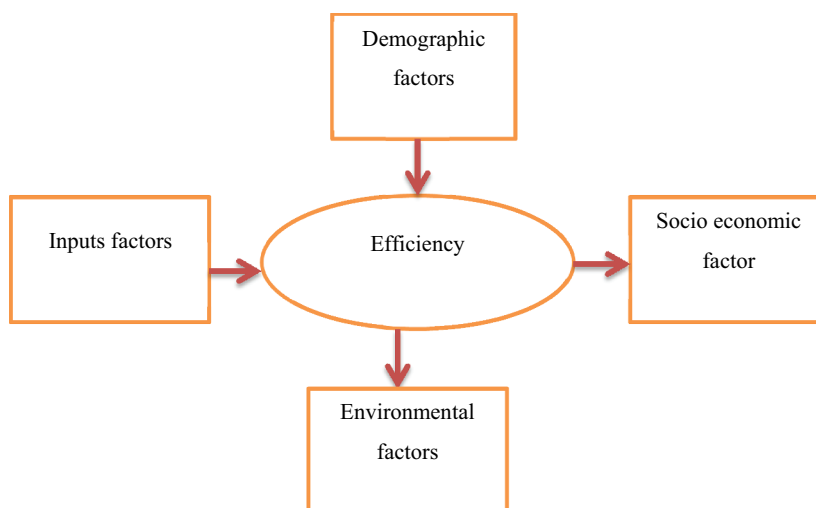 Demographic
factors
Inputs factors
Efficiency
Socio economic
factor
Environmental
factors